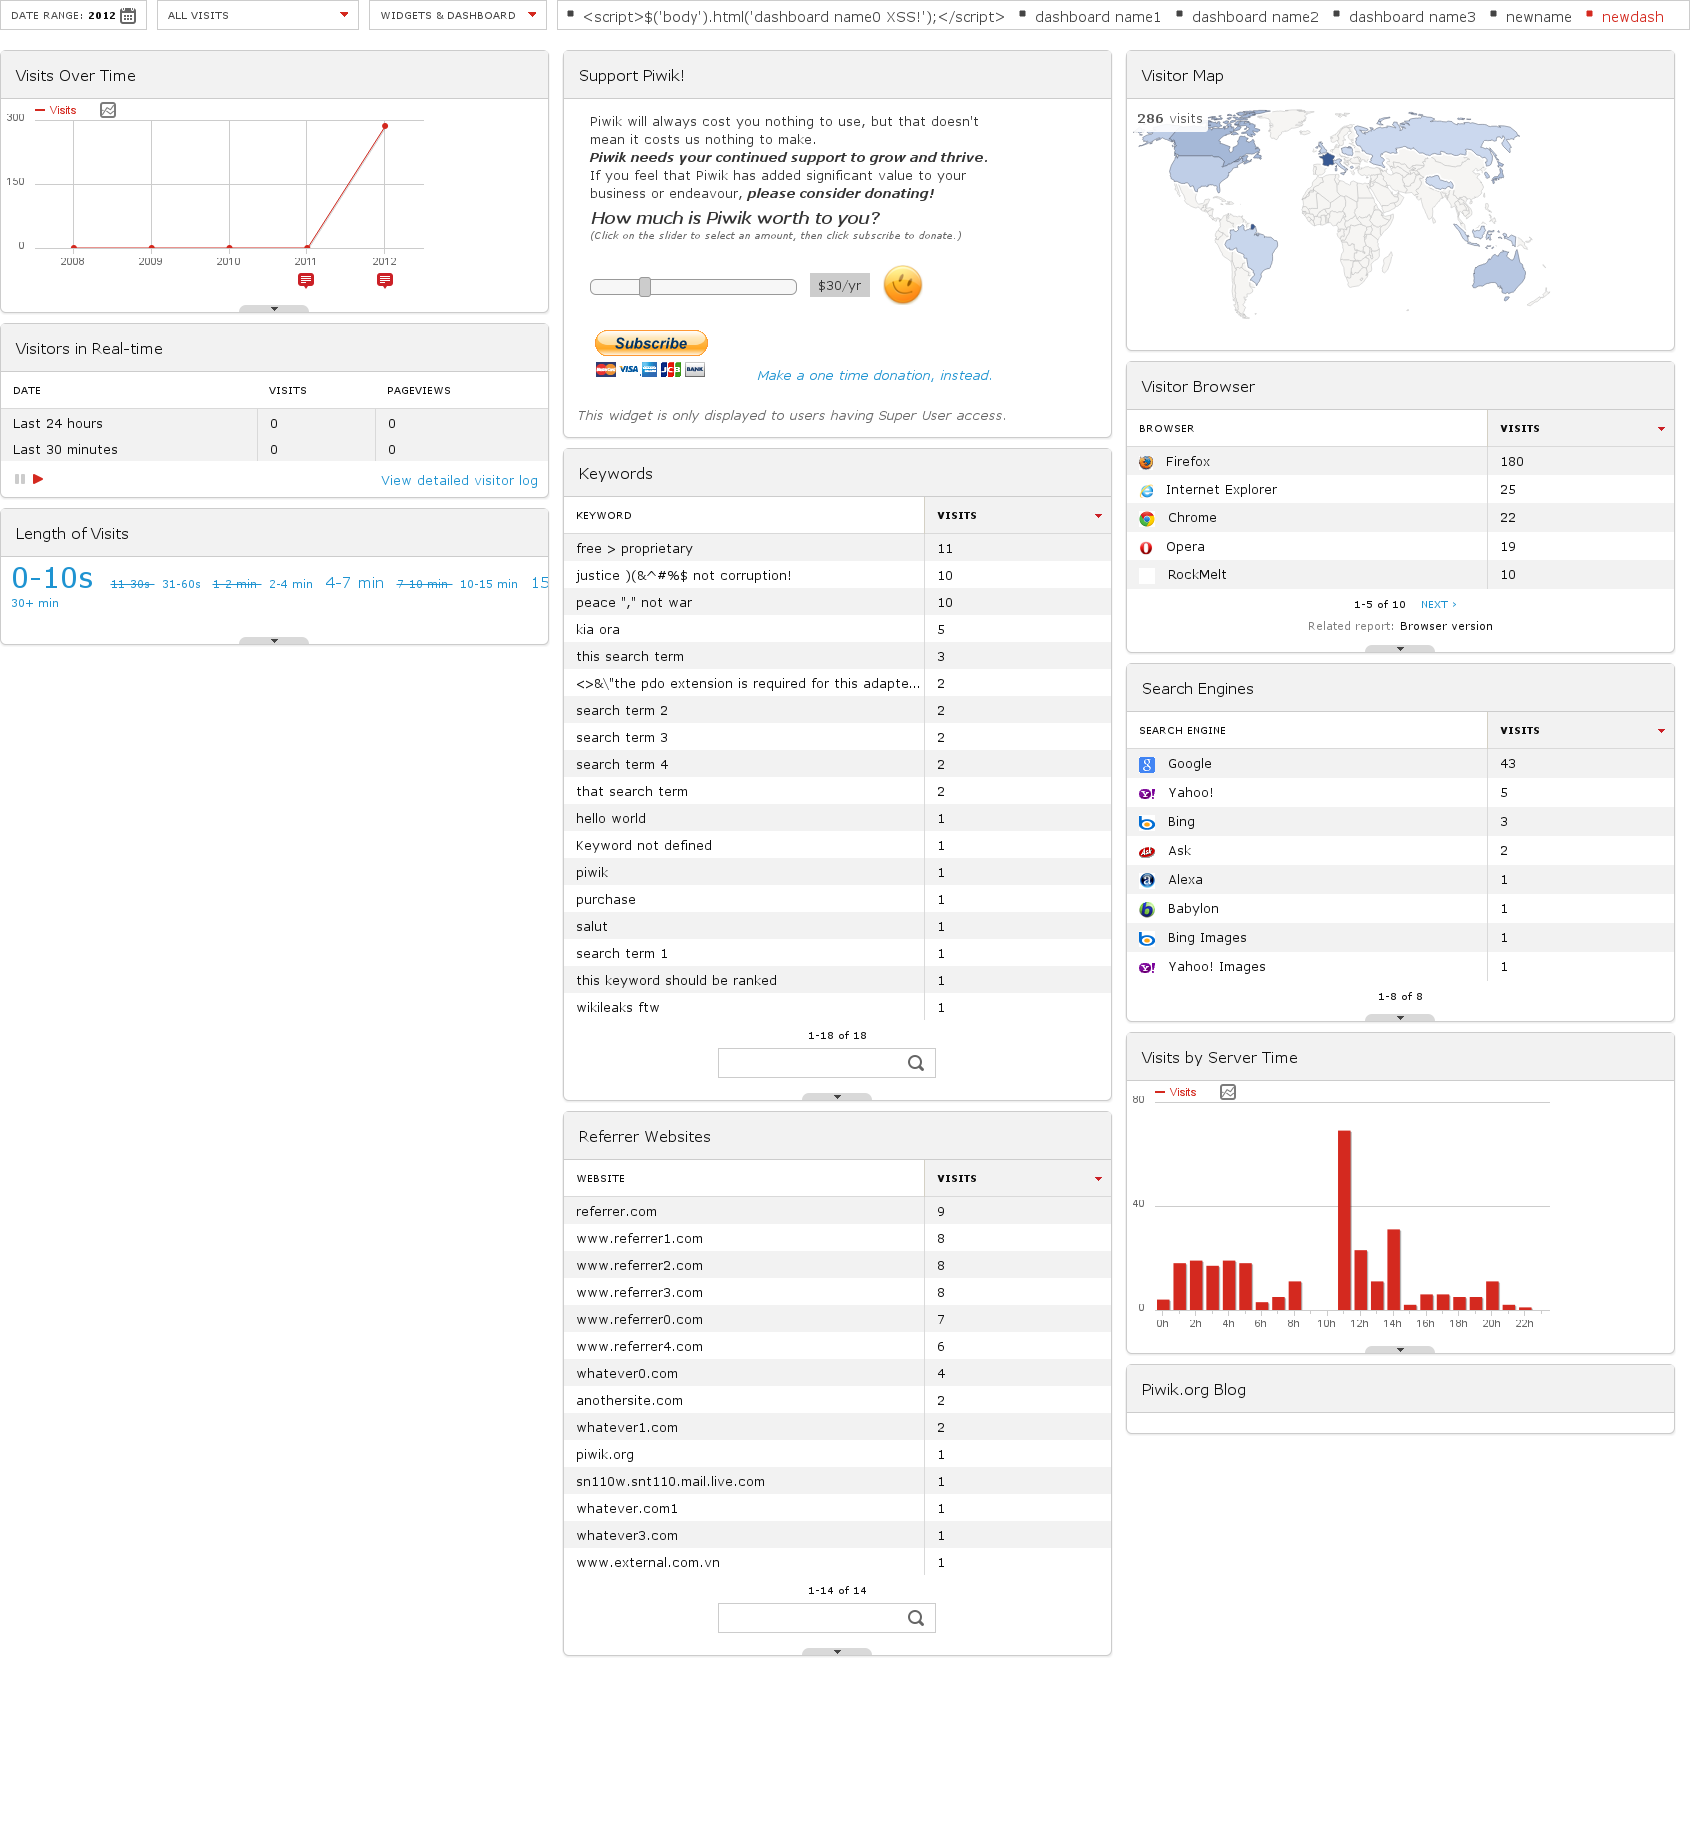 DATE RANGE: 2012
ALL VISITS
WIDGETS & DASHBOARD
<script>$('body').html('dashboard name0 XSS!');</script>
dashboard name1
dashboard name2
dashboard name3
newname
newdash
Visits Over Time
Visits
300
150
0
2008 2009 2010 2011 2012
Visitors in Real-time
DATE VISITS PAGEVIEWS
Last 24 hours 0 0
Last 30 minutes 0 0
View detailed visitor log
Length of Visits
0-10s 11-30s 31-60s 1-2 min 2-4 min 4-7 min 7-10 min 10-15 min 15
30+ min
Support Piwik!
Piwik will always cost you nothing to use, but that doesn't
mean it costs us nothing to make.
Piwik needs your continued support to grow and thrive.
If you feel that Piwik has added significant value to your
business or endeavour, please consider donating!
How much is Piwik worth to you?
(Click on the slider to select an amount, then click subscribe to donate.)
$30/yr
Subscribe
MasterCard VISA JCB BANK
Make a one time donation, instead.
This widget is only displayed to users having Super User access.
Keywords
KEYWORD VISITS
free > proprietary 11
justice )(&^#%$ not corruption! 10
peace "," not war 10
kia ora 5
this search term 3
<>&\"the pdo extension is required for this adapte... 2
search term 2 2
search term 3 2
search term 4 2
that search term 2
hello world 1
Keyword not defined 1
piwik 1
purchase 1
salut 1
search term 1 1
this keyword should be ranked 1
wikileaks ftw 1
1-18 of 18
Referrer Websites
WEBSITE VISITS
referrer.com 9
www.referrer1.com 8
www.referrer2.com 8
www.referrer3.com 8
www.referrer0.com 7
www.referrer4.com 6
whatever0.com 4
anothersite.com 2
whatever1.com 2
piwik.org 1
sn110w.snt110.mail.live.com 1
whatever.com1 1
whatever3.com 1
www.external.com.vn 1
1-14 of 14
Visitor Map
286 visits
Visitor Browser
BROWSER VISITS
Firefox 180
Internet Explorer 25
Chrome 22
Opera 19
RockMelt 10
1-5 of 10 NEXT ›
Related report: Browser version
Search Engines
SEARCH ENGINE VISITS
Google 43
Yahoo! 5
Bing 3
Ask 2
Alexa 1
Babylon 1
Bing Images 1
Yahoo! Images 1
1-8 of 8
Visits by Server Time
Visits
80
40
0
0h 2h 4h 6h 8h 10h 12h 14h 16h 18h 20h 22h
Piwik.org Blog